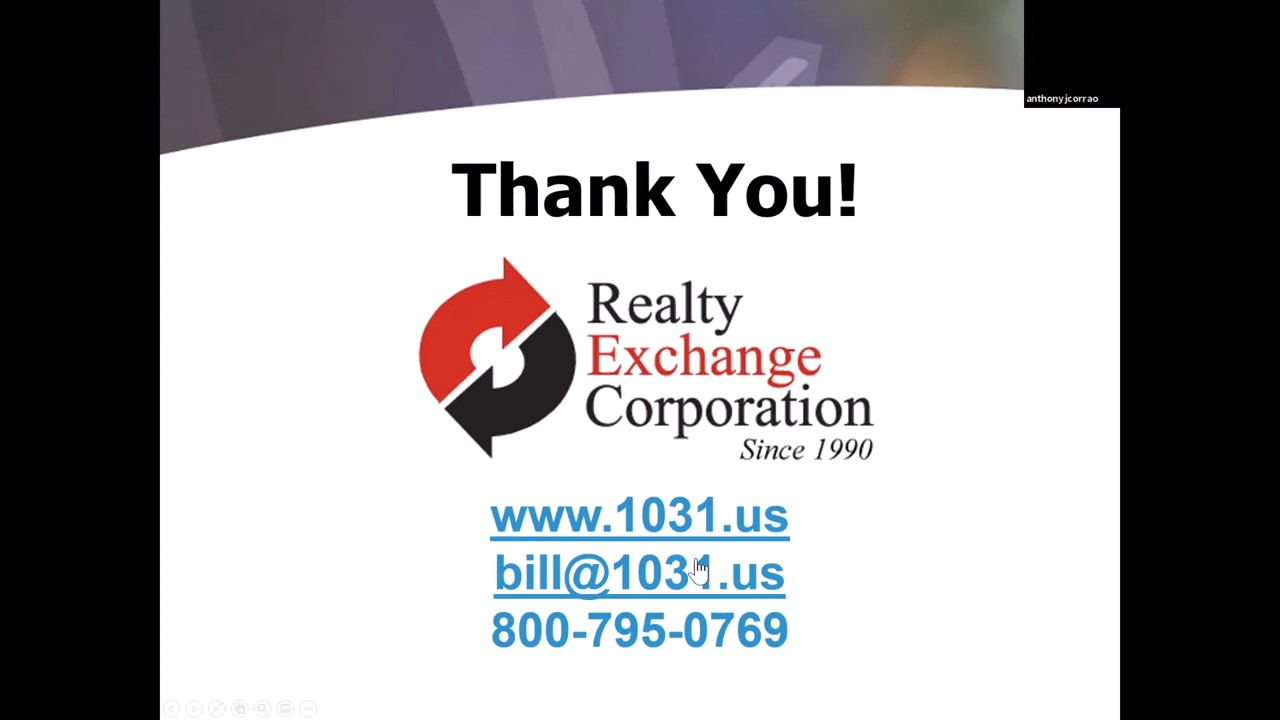 anthonyjcorrao
Thank You!
Realty
Exchange
Corporation
Since 1990
www.1031.us
bill@1031.us
800-795-0769